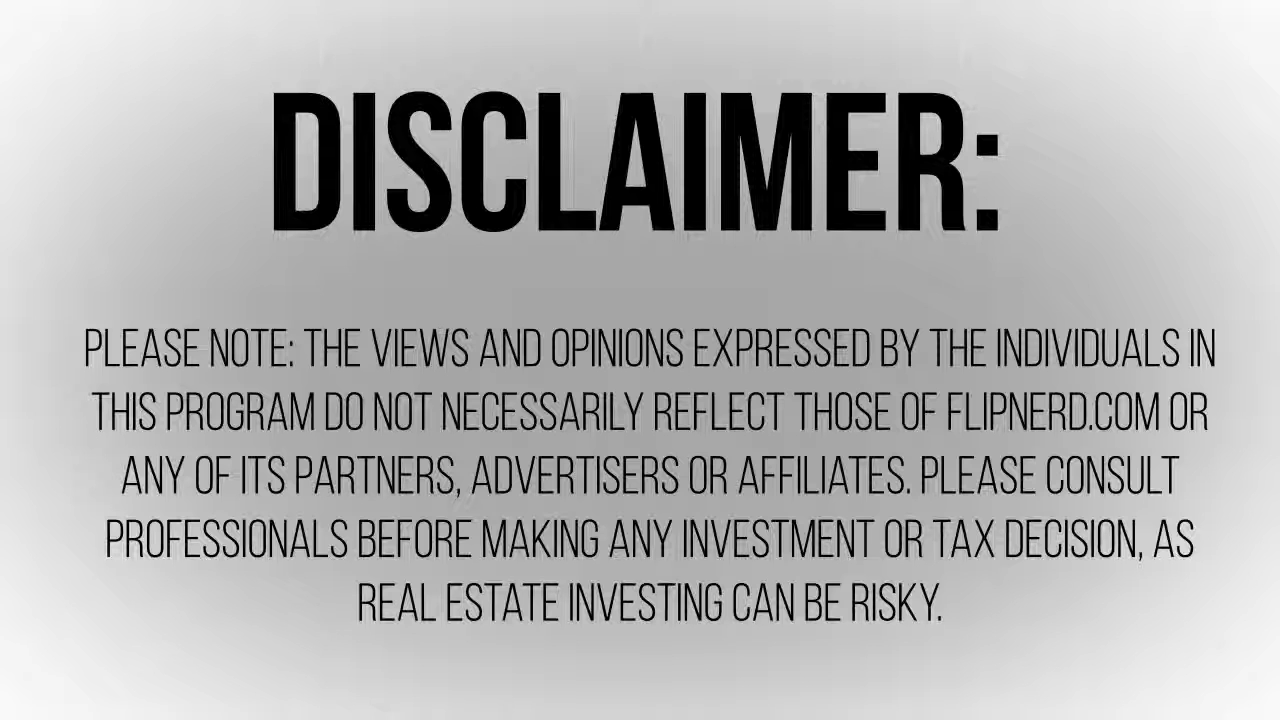 DISCLAIMER:
PLEASE NOTE: THE VIEWS AND OPINIONS EXPRESSED BY THE INDIVIDUALS IN
THIS PROGRAM DO NOT NECESSARILY REFLECT THOSE OF FLIPNERD.COM OR
ANY OF ITS PARTNERS, ADVERTISERS OR AFFILIATES. PLEASE CONSULT
PROFESSIONALS BEFORE MAKING ANY INVESTMENT OR TAX DECISION, AS
REAL ESTATE INVESTING CAN BE RISKY.